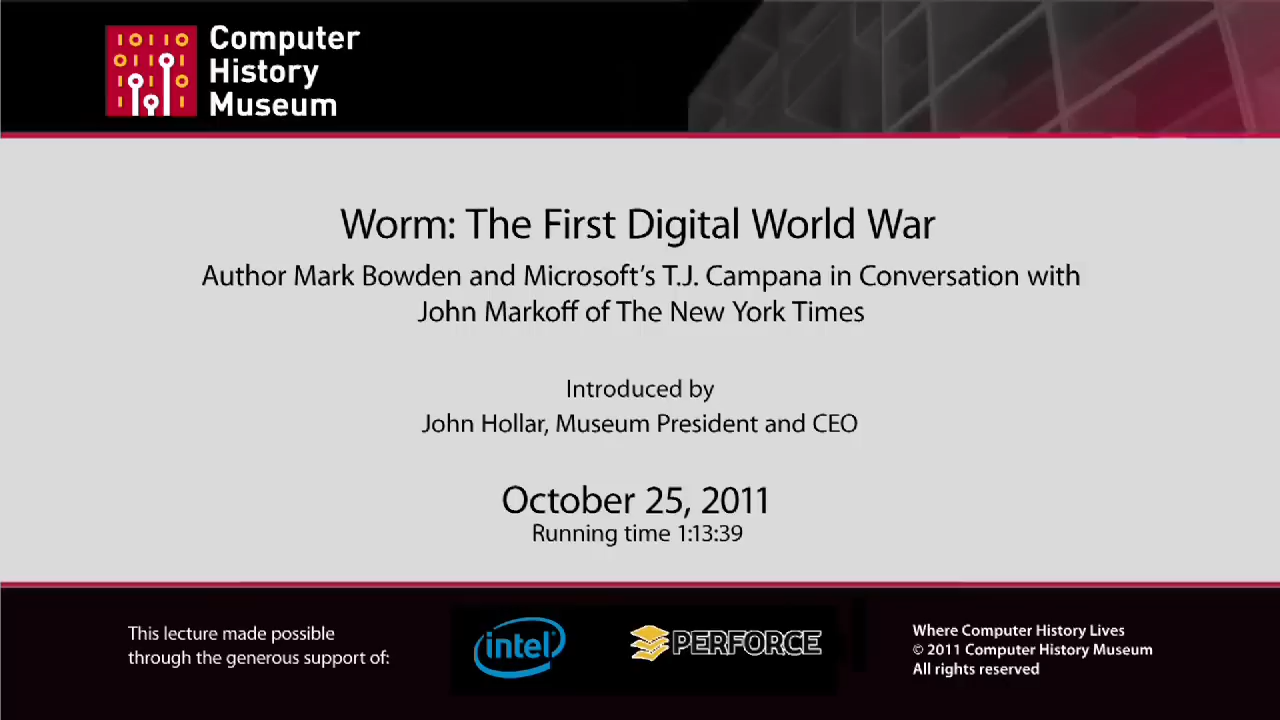 Computer
History
Museum
Worm: The First Digital World War
Author Mark Bowden and Microsoft's T.J. Campana in Conversation with
John Markoff of The New York Times
Introduced by
John Hollar, Museum President and CEO
October 25, 2011
Running time 1:13:39
This lecture made possible
through the generous support of:
intel
PERFORCE
Where Computer History Lives
© 2011 Computer History Museum
All rights reserved